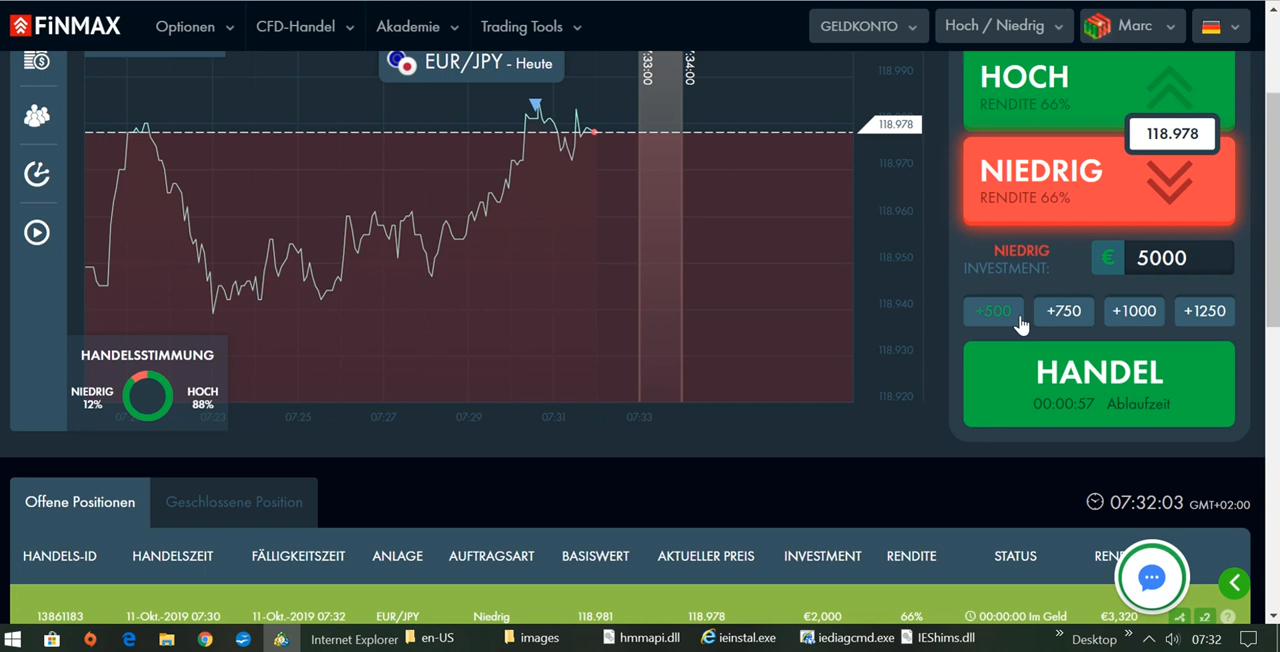 FiNMAX
Optionen
CFD-Handel
Akademie
Trading Tools
GELDKONTO
Hoch / Niedrig
Marc
EUR/JPY - Heute
:33:00
:34:00
118.990
118.978
118.970
118.960
118.950
118.940
118.930
118.920
HANDELSSTIMMUNG
NIEDRIG
12%
HOCH
88%
07:23
07:25
07:27
07:29
07:31
07:33
HOCH
RENDITE 66%
118.978
NIEDRIG
RENDITE 66%
NIEDRIG
INVESTMENT:
€ 5000
+500
+750
+1000
+1250
HANDEL
00:00:57 Ablaufzeit
Offene Positionen
Geschlossene Position
07:32:03 GMT+02:00
HANDELS-ID HANDELSZEIT FÄLLIGKEITSZEIT ANLAGE AUFTRAGSART BASISWERT AKTUELLER PREIS INVESTMENT RENDITE STATUS
13861183 11-Okt.-2019 07:30 11-Okt.-2019 07:32 EUR/JPY Niedrig 118.981 118.978 €2,000 66% 00:00:00 Im Geld €3,320 x2 ?
Internet Explorer
en-US
images
hmmapi.dll
ieinstal.exe
iediagcmd.exe
IEShims.dll
Desktop
07:32